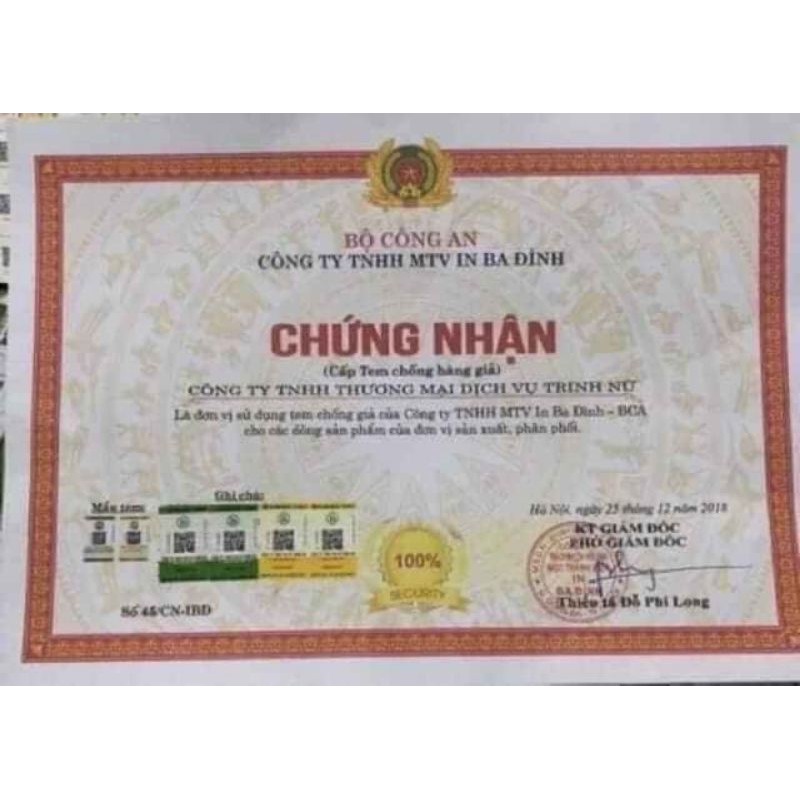 BỘ CÔNG AN
CÔNG TY TNHH MTV IN BA ĐÌNH
CHỨNG NHẬN
(Cấp Tem chống hàng giả)
CÔNG TY TNHH THƯƠNG MẠI DỊCH VỤ TRINH NỮ
Là đơn vị sử dụng tem chống giả của Công ty TNHH MTV In Ba Đình - BCA
cho các dòng sản phẩm của đơn vị sản xuất, phân phối.
Mẫu tem:
Ghi chú:
Hà Nội, ngày 25 tháng 12 năm 2018
KT GIÁM ĐỐC
PHÓ GIÁM ĐỐC
100%
SECURITY
IN
BA ĐÌNH
Số 45/CN-IBĐ
Thiếu tá Đỗ Phi Long